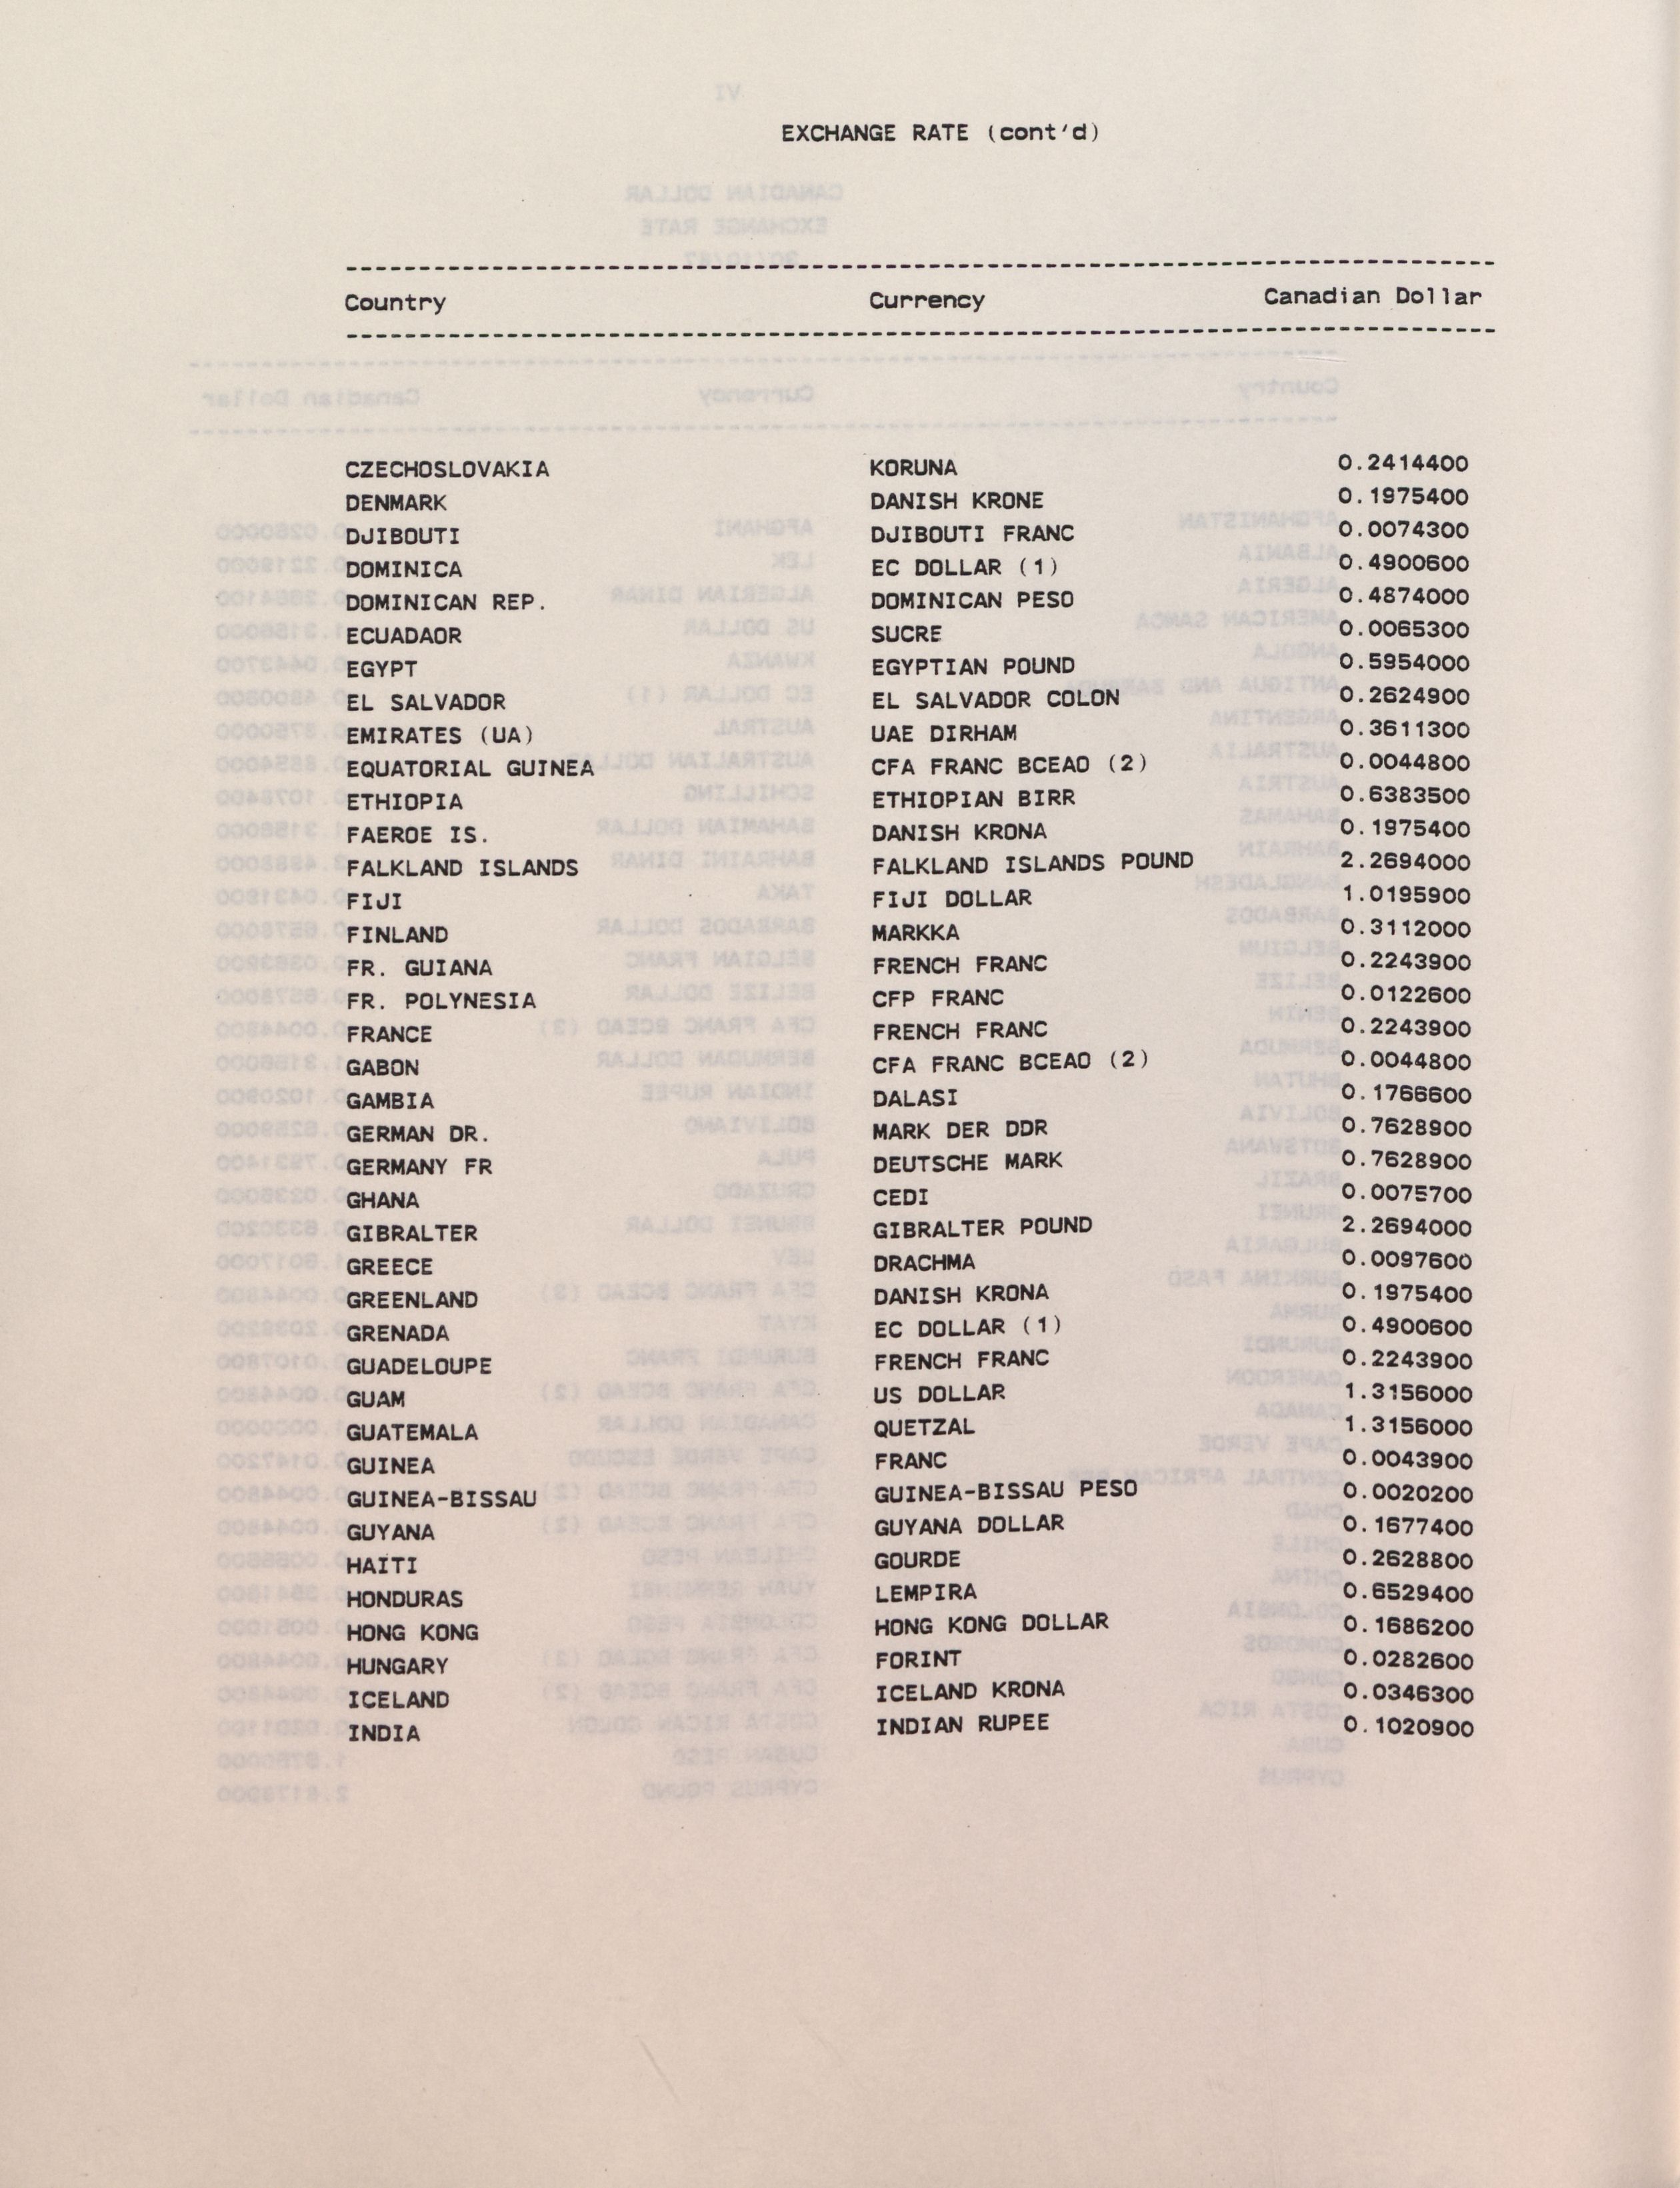 EXCHANGE RATE (cont'd)
Country Currency Canadian Dollar
CZECHOSLOVAKIA KORUNA 0.2414400
DENMARK DANISH KRONE 0.1975400
DJIBOUTI DJIBOUTI FRANC 0.0074300
DOMINICA EC DOLLAR (1) 0.4900600
DOMINICAN REP. DOMINICAN PESO 0.4874000
ECUADAOR SUCRE 0.0065300
EGYPT EGYPTIAN POUND 0.5954000
EL SALVADOR EL SALVADOR COLON 0.2624900
EMIRATES (UA) UAE DIRHAM 0.3611300
EQUATORIAL GUINEA CFA FRANC BCEAO (2) 0.0044800
ETHIOPIA ETHIOPIAN BIRR 0.6383500
FAEROE IS. DANISH KRONA 0.1975400
FALKLAND ISLANDS FALKLAND ISLANDS POUND 2.2694000
FIJI FIJI DOLLAR 1.0195900
FINLAND MARKKA 0.3112000
FR. GUIANA FRENCH FRANC 0.2243900
FR. POLYNESIA CFP FRANC 0.0122600
FRANCE FRENCH FRANC 0.2243900
GABON CFA FRANC BCEAO (2) 0.0044800
GAMBIA DALASI 0.1766600
GERMAN DR. MARK DER DDR 0.7628900
GERMANY FR DEUTSCHE MARK 0.7628900
GHANA CEDI 0.0075700
GIBRALTER GIBRALTER POUND 2.2694000
GREECE DRACHMA 0.0097600
GREENLAND DANISH KRONA 0.1975400
GRENADA EC DOLLAR (1) 0.4900600
GUADELOUPE FRENCH FRANC 0.2243900
GUAM US DOLLAR 1.3156000
GUATEMALA QUETZAL 1.3156000
GUINEA FRANC 0.0043900
GUINEA-BISSAU GUINEA-BISSAU PESO 0.0020200
GUYANA GUYANA DOLLAR 0.1677400
HAITI GOURDE 0.2628800
HONDURAS LEMPIRA 0.6529400
HONG KONG HONG KONG DOLLAR 0.1686200
HUNGARY FORINT 0.0282600
ICELAND ICELAND KRONA 0.0346300
INDIA INDIAN RUPEE 0.1020900